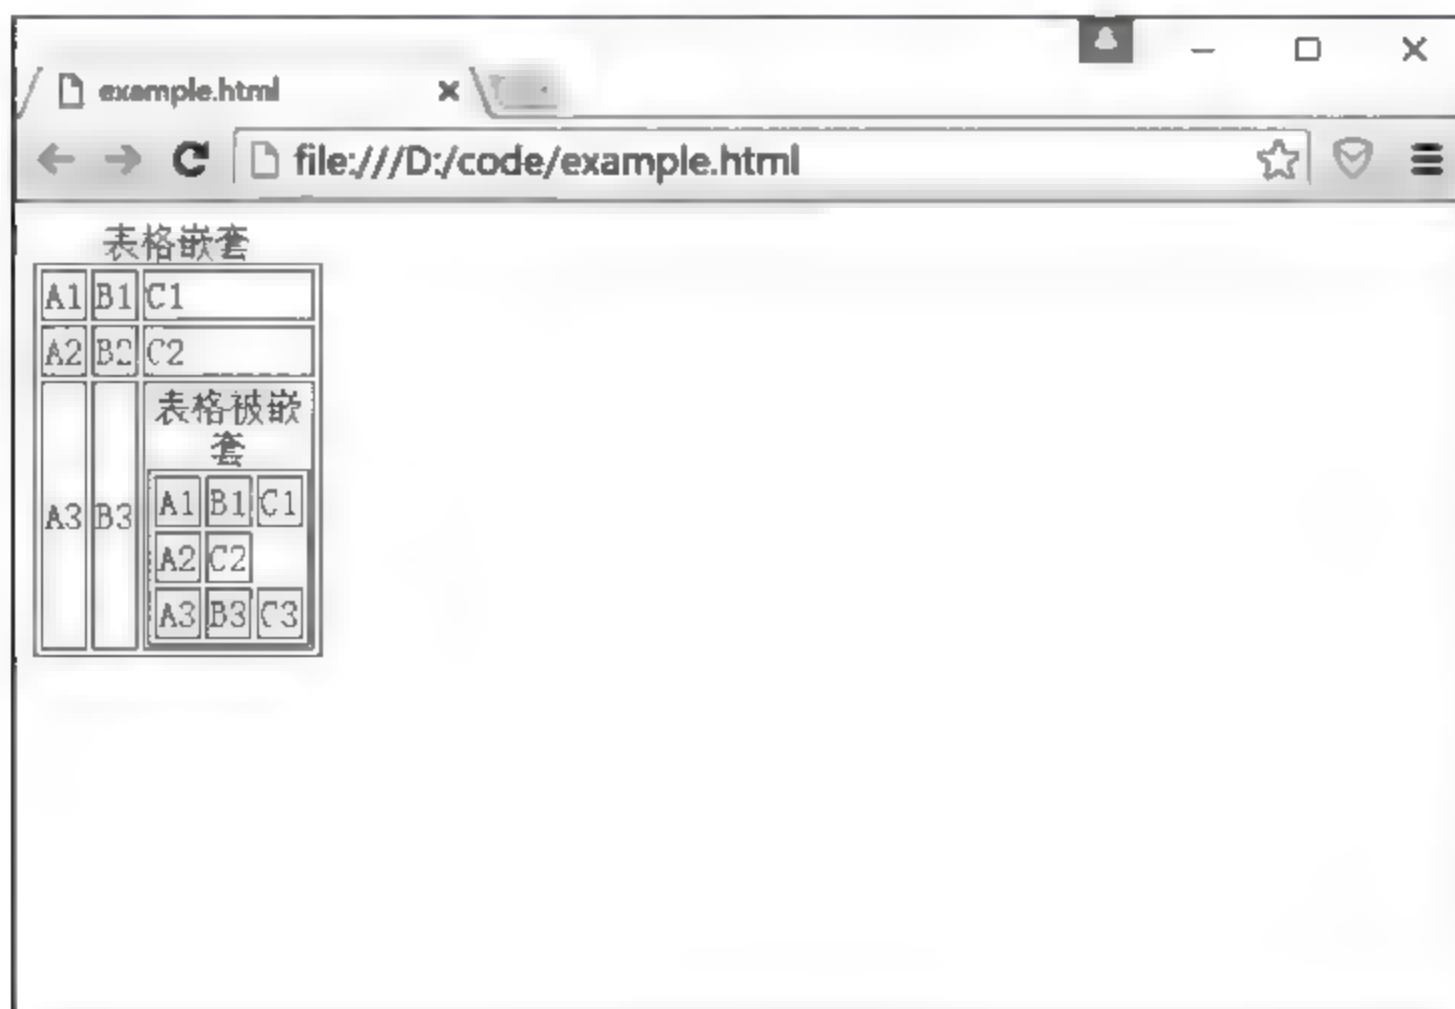 example.html
file:///D:/code/example.html
表格嵌套
A1 B1 C1
A2 B2 C2
A3 B3
表格被嵌
套
A1 B1 C1
A2 C2
A3 B3 C3